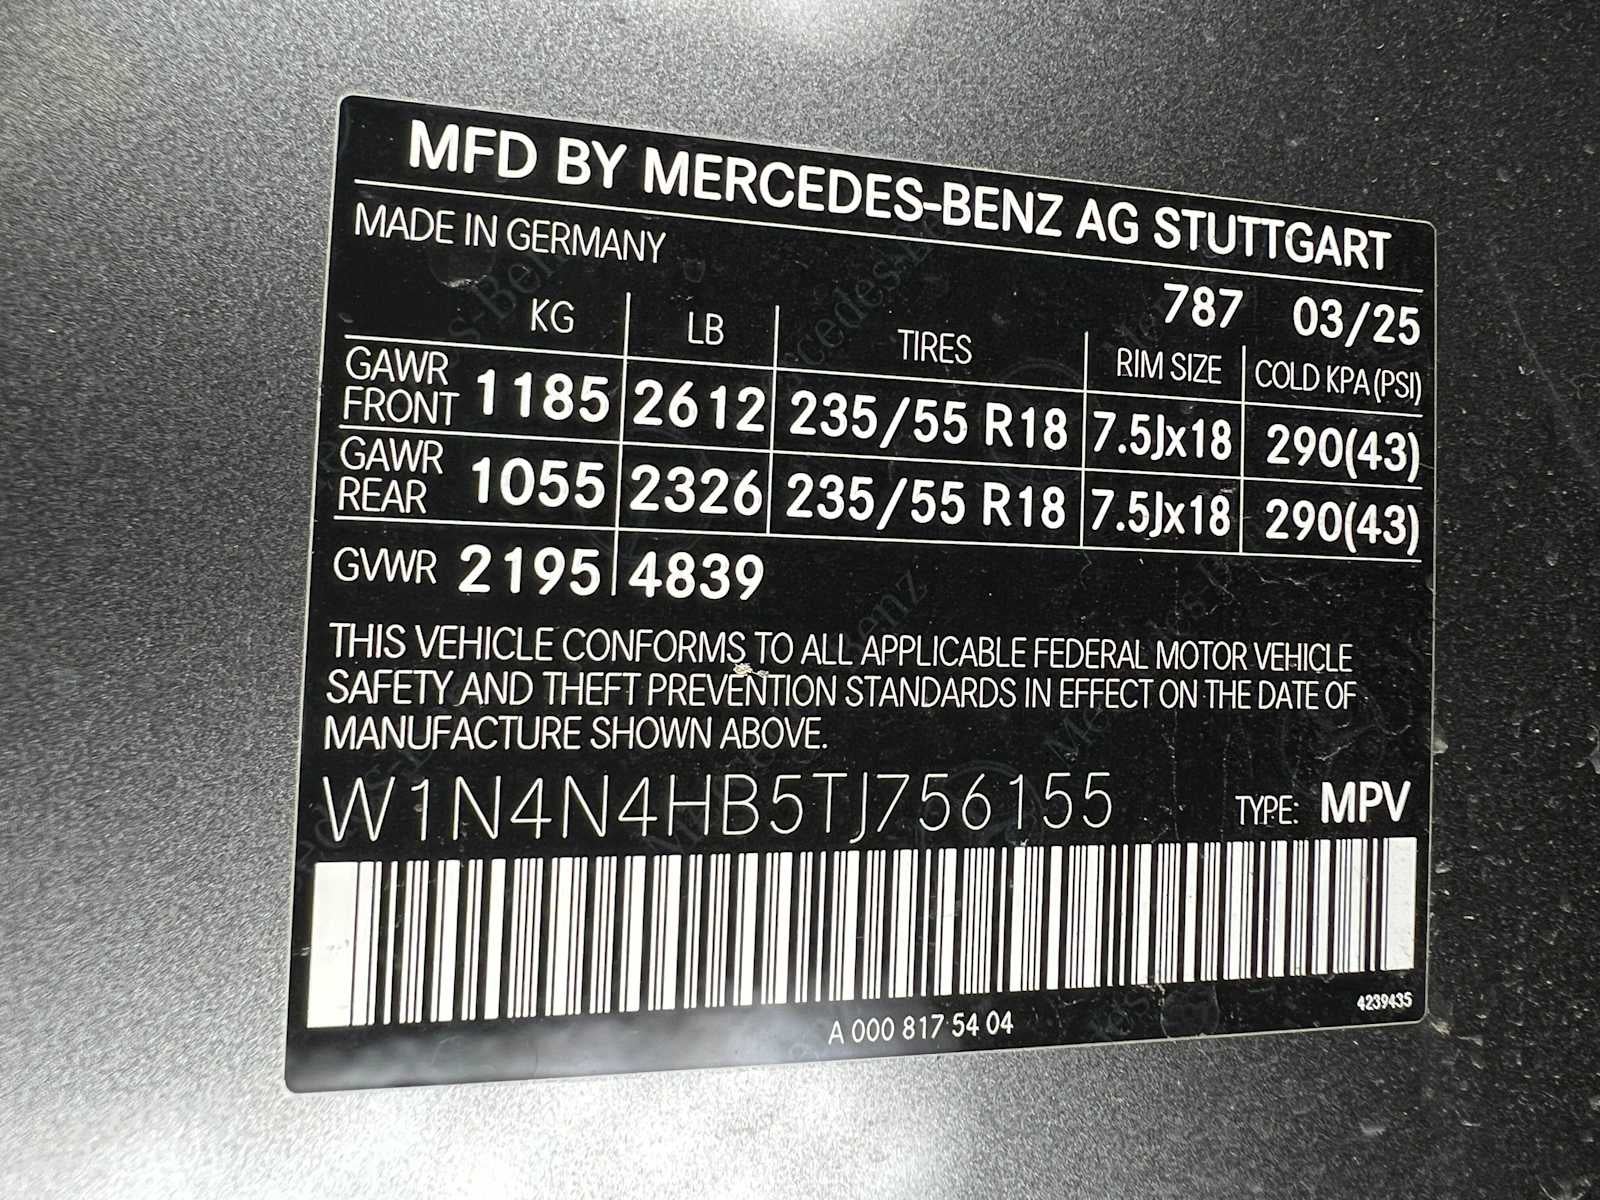 MFD BY MERCEDES-BENZ AG STUTTGART
MADE IN GERMANY
787 03/25
KG LB TIRES RIM SIZE COLD KPA (PSI)
GAWR FRONT 1185 2612 235/55 R18 7.5Jx18 290(43)
GAWR REAR 1055 2326 235/55 R18 7.5Jx18 290(43)
GVWR 2195 4839
THIS VEHICLE CONFORMS TO ALL APPLICABLE FEDERAL MOTOR VEHICLE
SAFETY AND THEFT PREVENTION STANDARDS IN EFFECT ON THE DATE OF
MANUFACTURE SHOWN ABOVE.
W1N4N4HB5TJ756155 TYPE: MPV
A 000 817 54 04
4239435